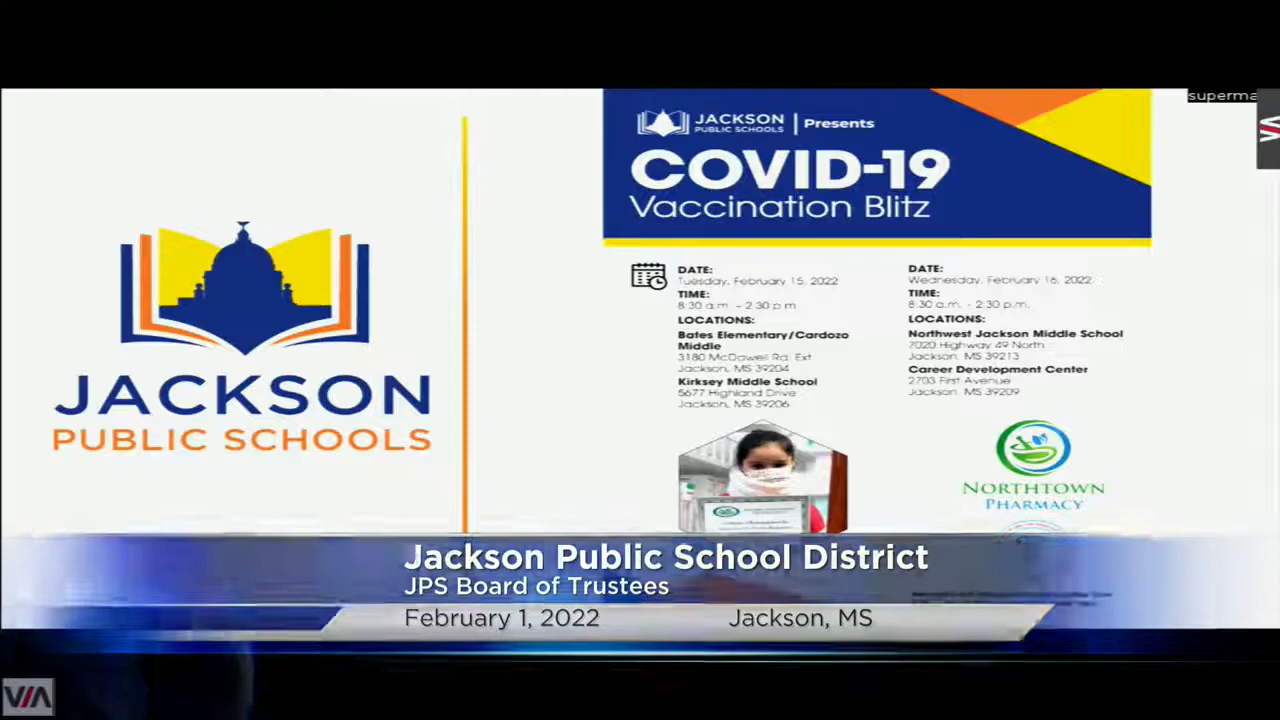 superma
JACKSON
PUBLIC SCHOOLS
JACKSON
PUBLIC SCHOOLS
Presents
COVID-19
Vaccination Blitz
DATE:
Tuesday, February 15, 2022
TIME:
8:30 a.m. - 2:30 p.m
LOCATIONS:
Bates Elementary/Cardozo
Middle
3180 McDowell Rd. Ext
Jackson, MS 39204
Kirksey Middle School
5677 Highland Drive
Jackson, MS 39206
DATE:
Wednesday, February 16, 2022
TIME:
8:30 a.m. - 2:30 p.m.
LOCATIONS:
Northwest Jackson Middle School
7020 Highway 49 North
Jackson, MS 39213
Career Development Center
2703 First Avenue
Jackson, MS 39209
NORTHTOWN
PHARMACY
Jackson Public School District
JPS Board of Trustees
February 1, 2022 Jackson, MS
VIA